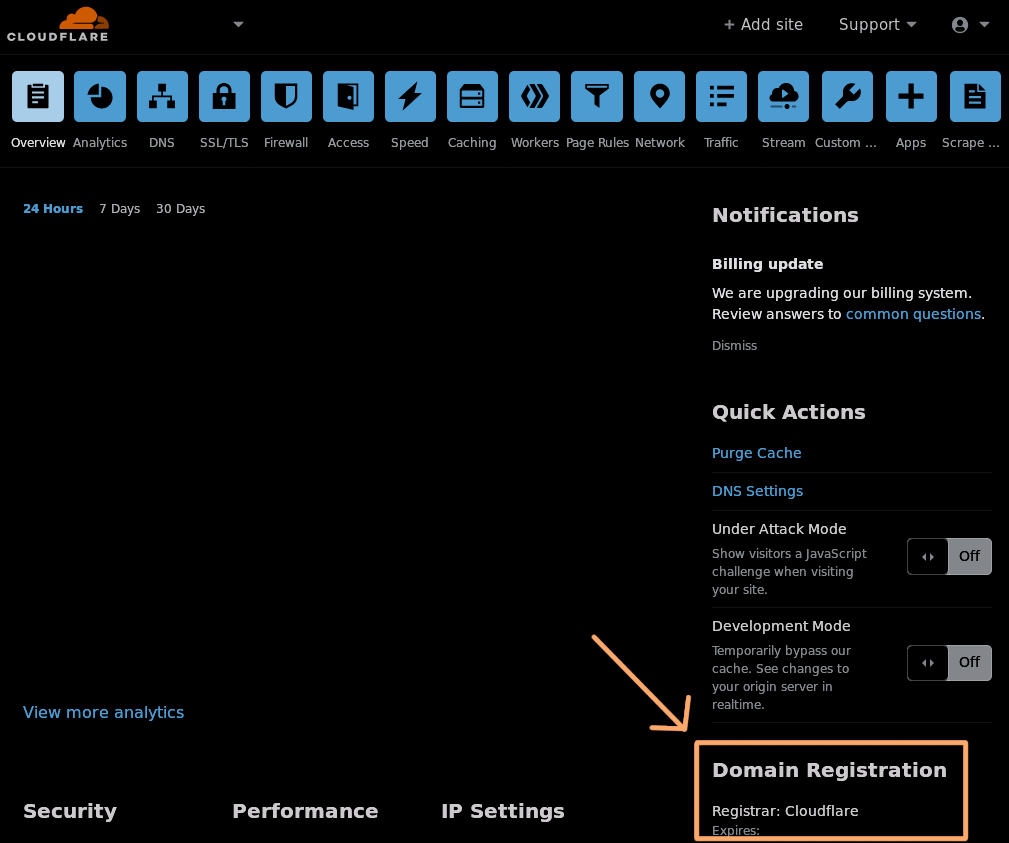 CLOUDFLARE
+ Add site
Support
Overview
Analytics
DNS
SSL/TLS
Firewall
Access
Speed
Caching
Workers
Page Rules
Network
Traffic
Stream
Custom ...
Apps
Scrape ...
24 Hours
7 Days
30 Days
View more analytics
Security
Performance
IP Settings
Notifications
Billing update
We are upgrading our billing system.
Review answers to common questions.
Dismiss
Quick Actions
Purge Cache
DNS Settings
Under Attack Mode
Show visitors a JavaScript
challenge when visiting
your site.
Off
Development Mode
Temporarily bypass our
cache. See changes to
your origin server in
realtime.
Off
Domain Registration
Registrar: Cloudflare
Expires: